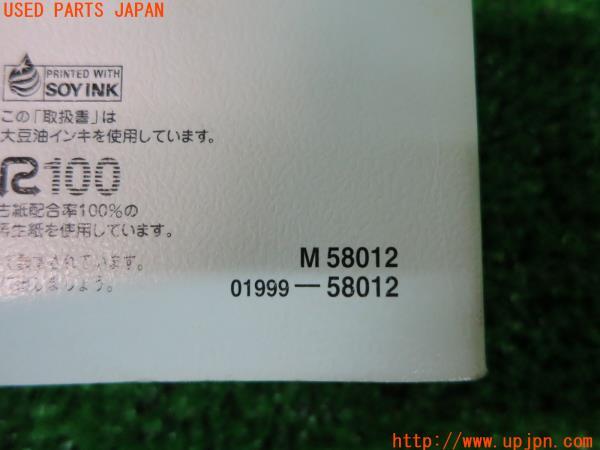 USED PARTS JAPAN
PRINTED WITH
SOY INK
この「取扱書」は
大豆油インキを使用しています。
R100
古紙配合率100%の
再生紙を使用しています。
M 58012
01999－58012
http://www.upjpn.com